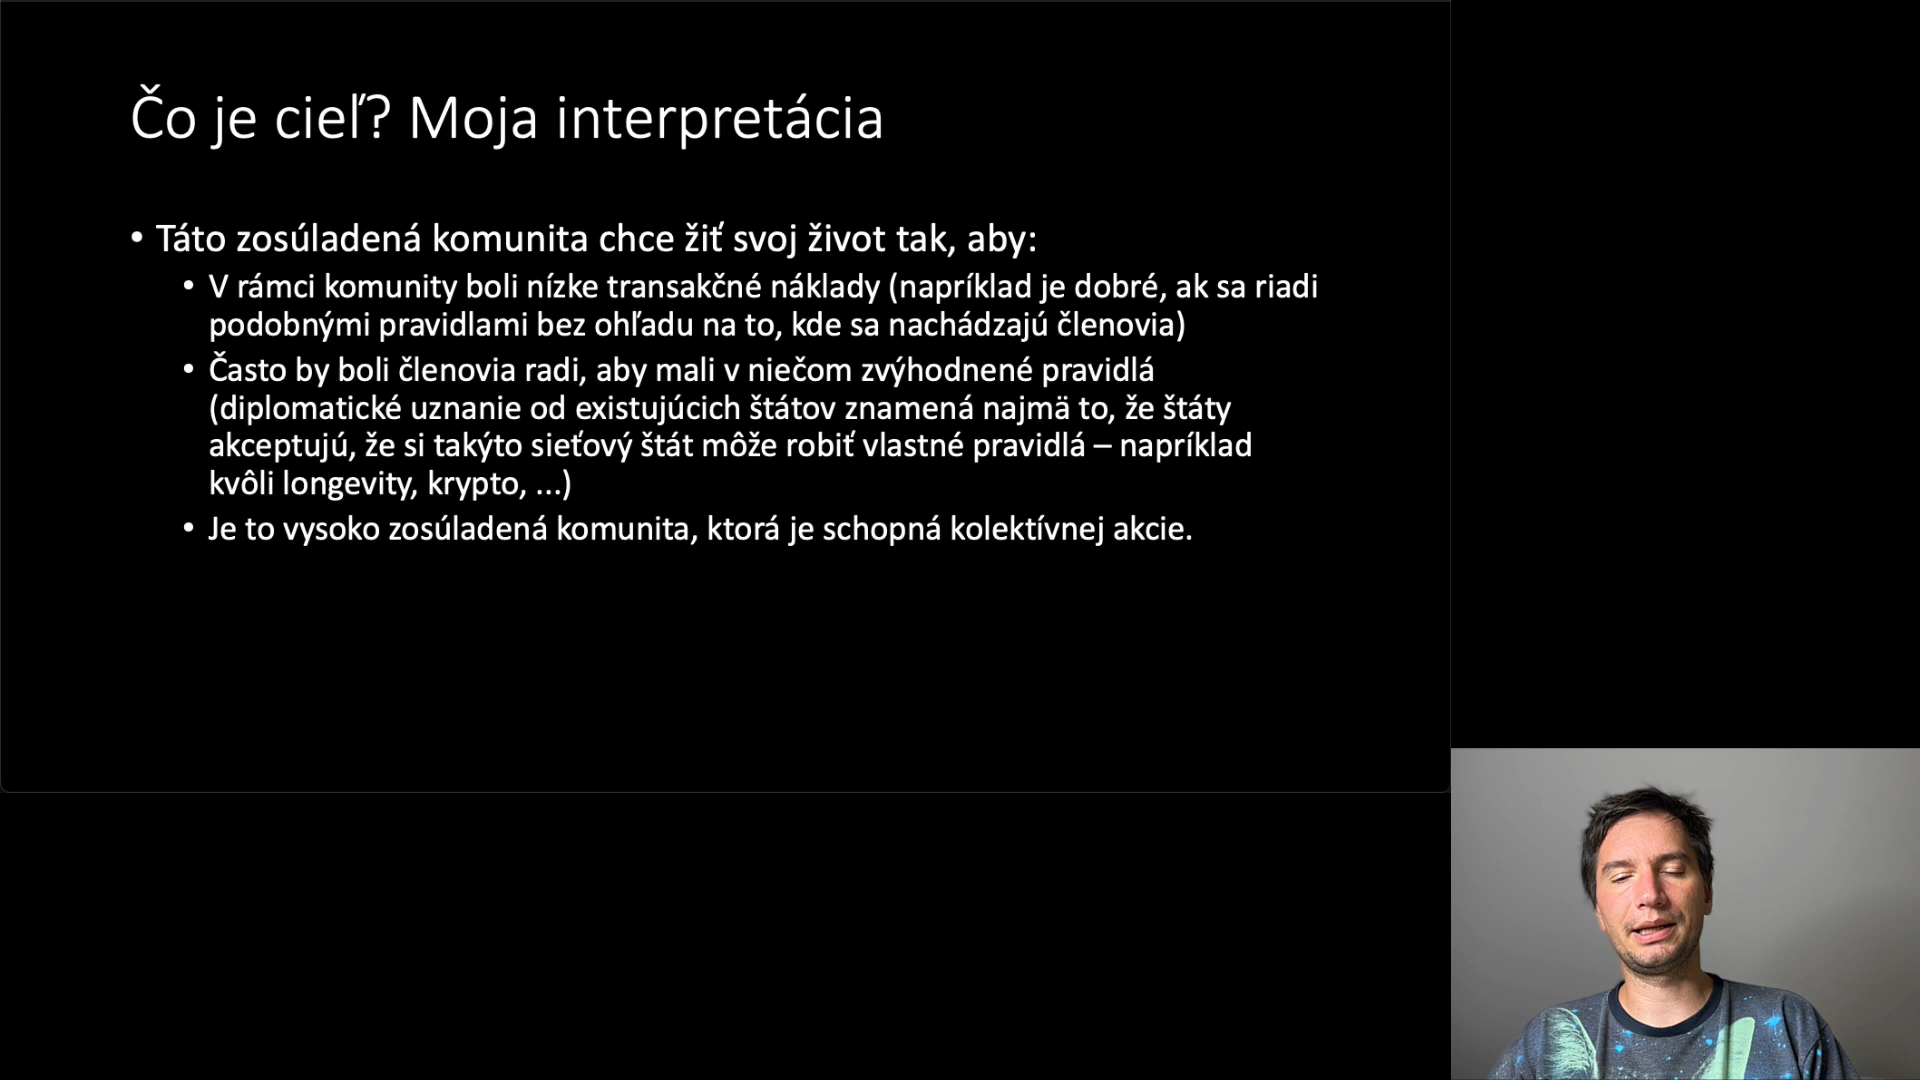 Čo je cieľ? Moja interpretácia
• Táto zosúladená komunita chce žiť svoj život tak, aby:
• V rámci komunity boli nízke transakčné náklady (napríklad je dobré, ak sa riadi
podobnými pravidlami bez ohľadu na to, kde sa nachádzajú členovia)
• Často by boli členovia radi, aby mali v niečom zvýhodnené pravidlá
(diplomatické uznanie od existujúcich štátov znamená najmä to, že štáty
akceptujú, že si takýto sieťový štát môže robiť vlastné pravidlá – napríklad
kvôli longevity, krypto, ...)
• Je to vysoko zosúladená komunita, ktorá je schopná kolektívnej akcie.